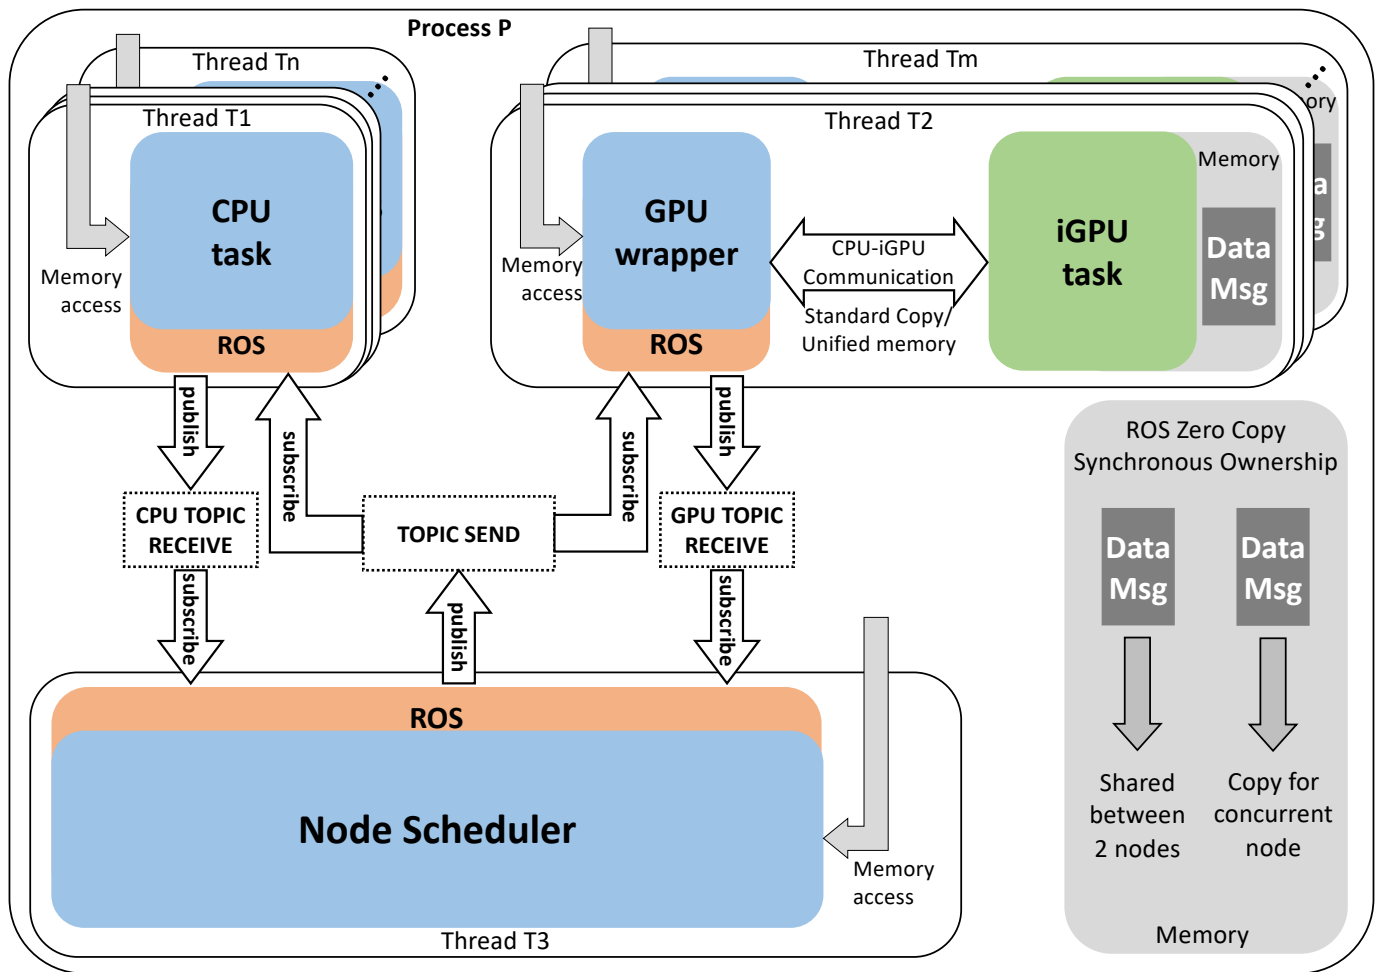 Process P
Thread Tn
Thread T1
CPU
task
Memory
access
ROS
Thread Tm
Thread T2
GPU
wrapper
Memory
access
ROS
CPU-iGPU
Communication
Standard Copy/
Unified memory
iGPU
task
Memory
Data
Msg
publish
subscribe
subscribe
publish
CPU TOPIC
RECEIVE
TOPIC SEND
GPU TOPIC
RECEIVE
subscribe
publish
subscribe
ROS
Node Scheduler
Memory
access
Thread T3
ROS Zero Copy
Synchronous Ownership
Data
Msg
Data
Msg
Shared
between
2 nodes
Copy for
concurrent
node
Memory